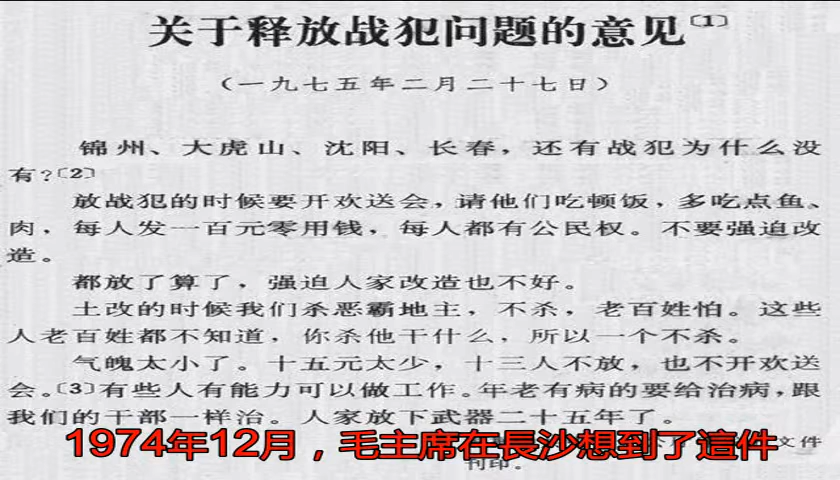 关于释放战犯问题的意见〔1〕
（一九七五年二月二十七日）
锦州、大虎山、沈阳、长春，还有战犯为什么没
有？〔2〕
放战犯的时候要开欢送会，请他们吃顿饭，多吃点鱼、
肉，每人发一百元零用钱，每人都有公民权。不要强迫改
造。
都放了算了，强迫人家改造也不好。
土改的时候我们杀恶霸地主，不杀，老百姓怕。这些
人老百姓都不知道，你杀他干什么，所以一个不杀。
气魄太小了。十五元太少，十三人不放，也不开欢送
会。〔3〕有些人有能力可以做工作。年老有病的要给治病，跟
我们的干部一样治。人家放下武器二十五年了。
文件
刊印。
1974年12月，毛主席在長沙想到了這件